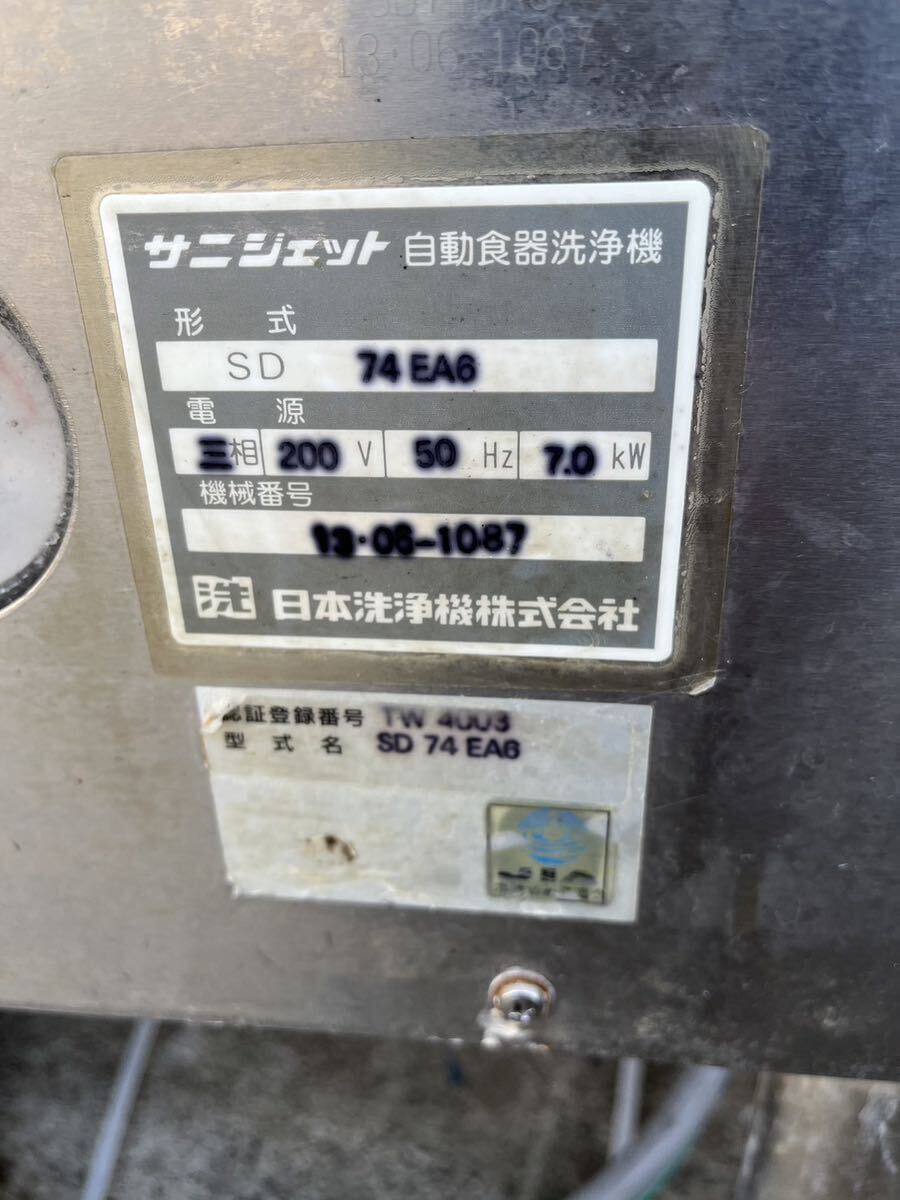 13・06-1087
サニジェット 自動食器洗浄機
形 式
SD 74 EA6
電 源
三相 200 V 50 Hz 7.0 kW
機械番号
13・06-1087
日本洗浄機株式会社
認証登録番号 TW 4003
型式名 SD 74 EA6